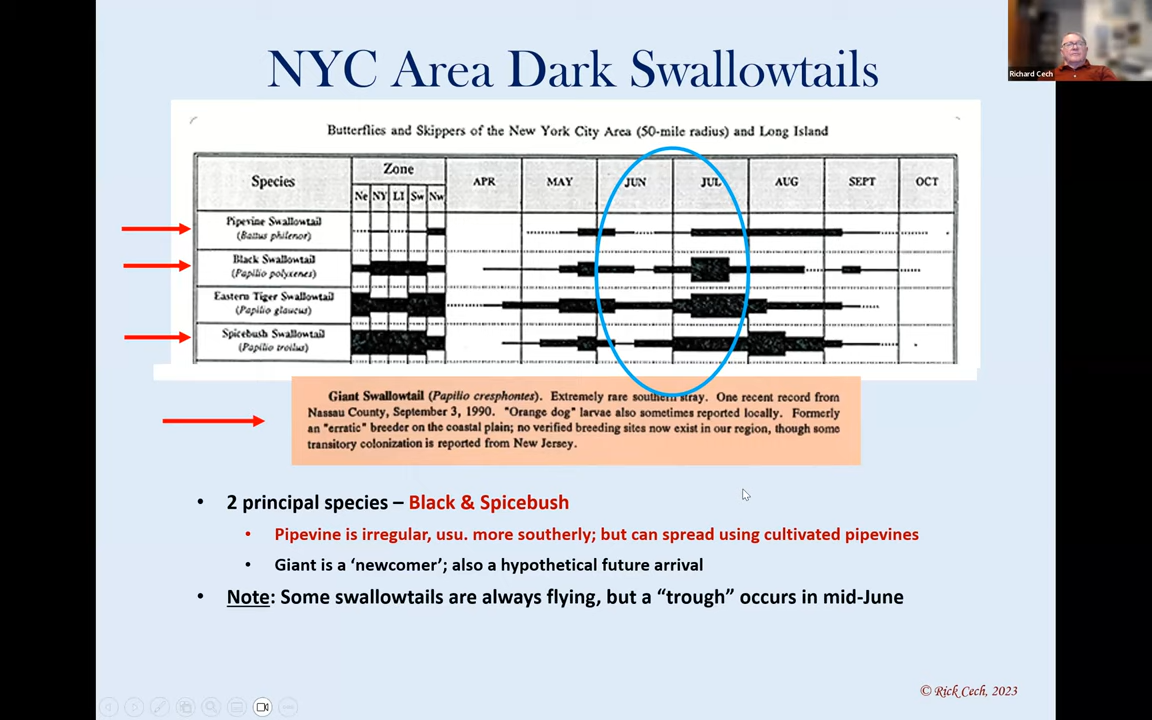 NYC Area Dark Swallowtails
Richard Cech
Butterflies and Skippers of the New York City Area (50-mile radius) and Long Island
Species
Zone
Ne NY LI Sw Nw
APR MAY JUN JUL AUG SEPT OCT
Pipevine Swallowtail
(Battus philenor)
Black Swallowtail
(Papilio polyxenes)
Eastern Tiger Swallowtail
(Papilio glaucus)
Spicebush Swallowtail
(Papilio troilus)
Giant Swallowtail (Papilio cresphontes). Extremely rare southern stray. One recent record from
Nassau County, September 3, 1990. "Orange dog" larvae also sometimes reported locally. Formerly
an "erratic" breeder on the coastal plain; no verified breeding sites now exist in our region, though some
transitory colonization is reported from New Jersey.
• 2 principal species – Black & Spicebush
• Pipevine is irregular, usu. more southerly; but can spread using cultivated pipevines
• Giant is a ‘newcomer’; also a hypothetical future arrival
• Note: Some swallowtails are always flying, but a “trough” occurs in mid-June
© Rick Cech, 2023